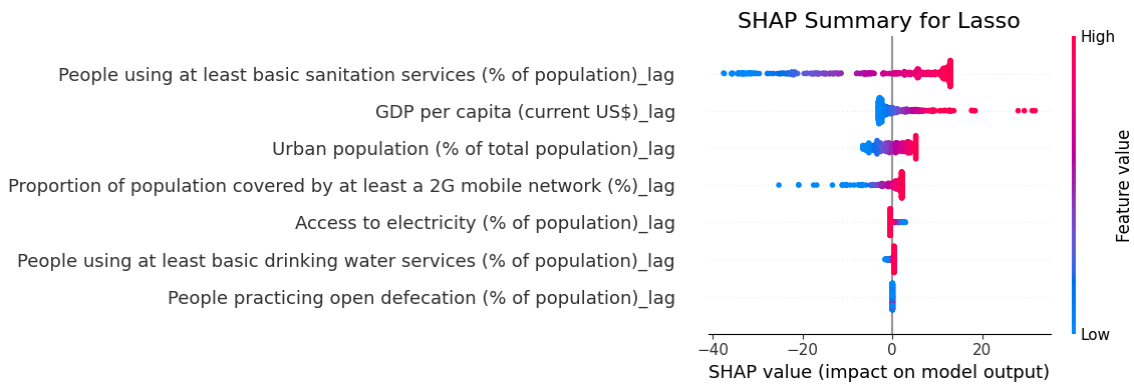 SHAP Summary for Lasso
High
People using at least basic sanitation services (% of population)_lag
GDP per capita (current US$)_lag
Urban population (% of total population)_lag
Proportion of population covered by at least a 2G mobile network (%)_lag
Access to electricity (% of population)_lag
People using at least basic drinking water services (% of population)_lag
People practicing open defecation (% of population)_lag
Feature value
Low
−40 −20 0 20
SHAP value (impact on model output)